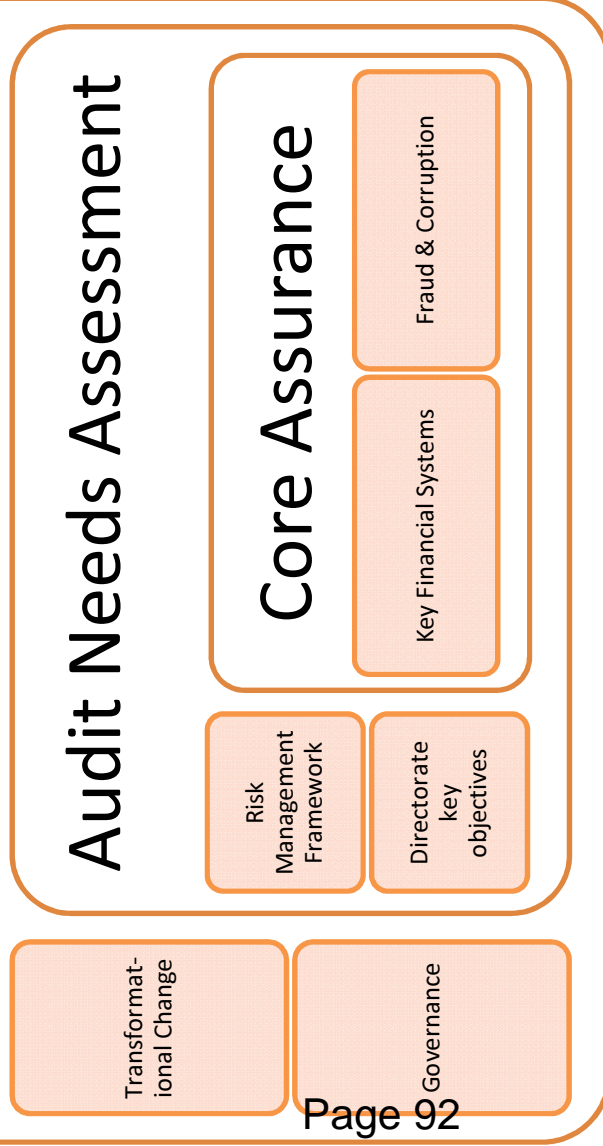 Audit Needs Assessment
Transformat-
ional Change
Governance
Risk
Management
Framework
Directorate
key
objectives
Core Assurance
Key Financial Systems
Fraud & Corruption
Page 92